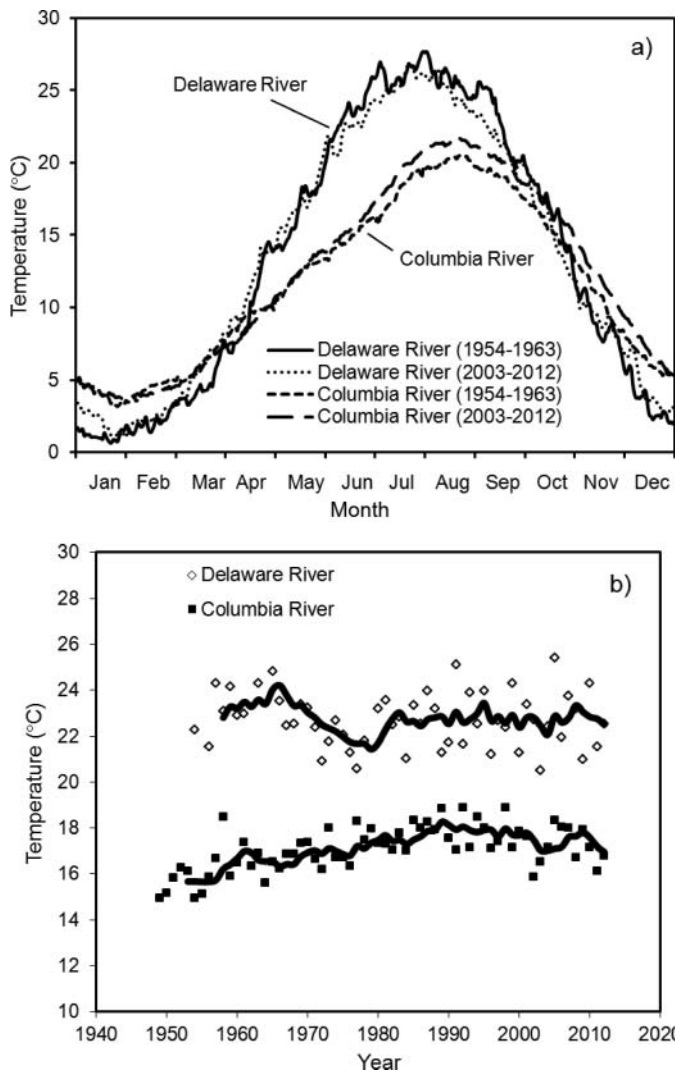 a)
30
25
20
15
10
5
0
Temperature (°C)
Delaware River
Columbia River
Delaware River (1954-1963)
Delaware River (2003-2012)
Columbia River (1954-1963)
Columbia River (2003-2012)
Jan Feb Mar Apr May Jun Jul Aug Sep Oct Nov Dec
Month
b)
30
28
26
24
22
20
18
16
14
12
10
Temperature (°C)
Delaware River
Columbia River
1940 1950 1960 1970 1980 1990 2000 2010 2020
Year